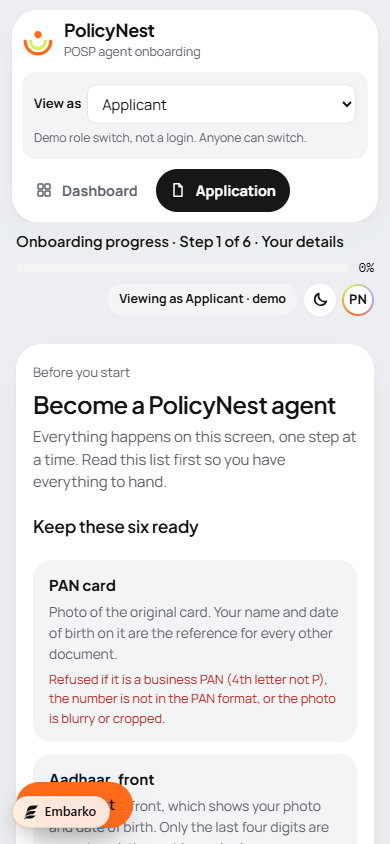 PolicyNest
POSP agent onboarding
View as
Applicant
Demo role switch, not a login. Anyone can switch.
Dashboard
Application
Onboarding progress · Step 1 of 6 · Your details
0%
Viewing as Applicant · demo
PN
Before you start
Become a PolicyNest agent
Everything happens on this screen, one step at
a time. Read this list first so you have
everything to hand.
Keep these six ready
PAN card
Photo of the original card. Your name and date
of birth on it are the reference for every other
document.
Refused if it is a business PAN (4th letter not P),
the number is not in the PAN format, or the photo
is blurry or cropped.
Aadhaar, front
front, which shows your photo
Embarko
and date of birth. Only the last four digits are